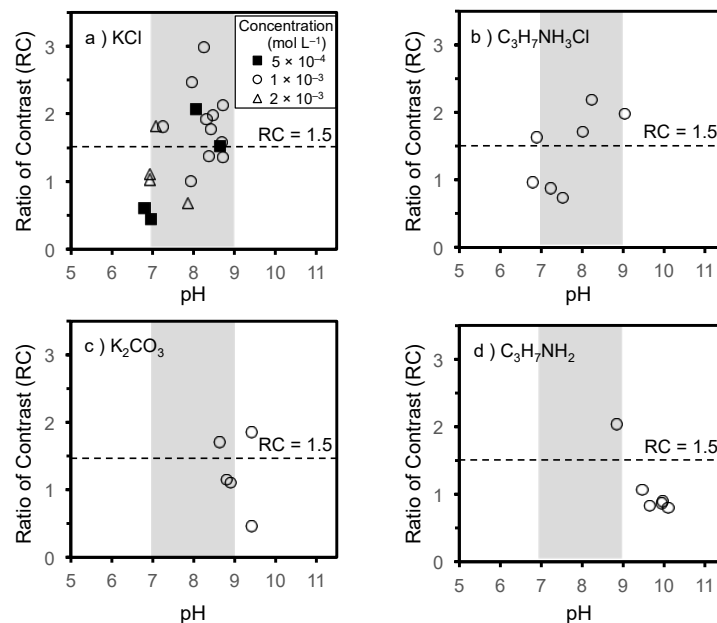 a ) KCl
Concentration
(mol L⁻¹)
■ 5 × 10⁻⁴
○ 1 × 10⁻³
△ 2 × 10⁻³
RC = 1.5
Ratio of Contrast (RC)
3
2
1
0
5 6 7 8 9 10 11
pH
b ) C₃H₇NH₃Cl
RC = 1.5
Ratio of Contrast (RC)
3
2
1
0
5 6 7 8 9 10 11
pH
c ) K₂CO₃
RC = 1.5
Ratio of Contrast (RC)
3
2
1
0
5 6 7 8 9 10 11
pH
d ) C₃H₇NH₂
RC = 1.5
Ratio of Contrast (RC)
3
2
1
0
5 6 7 8 9 10 11
pH